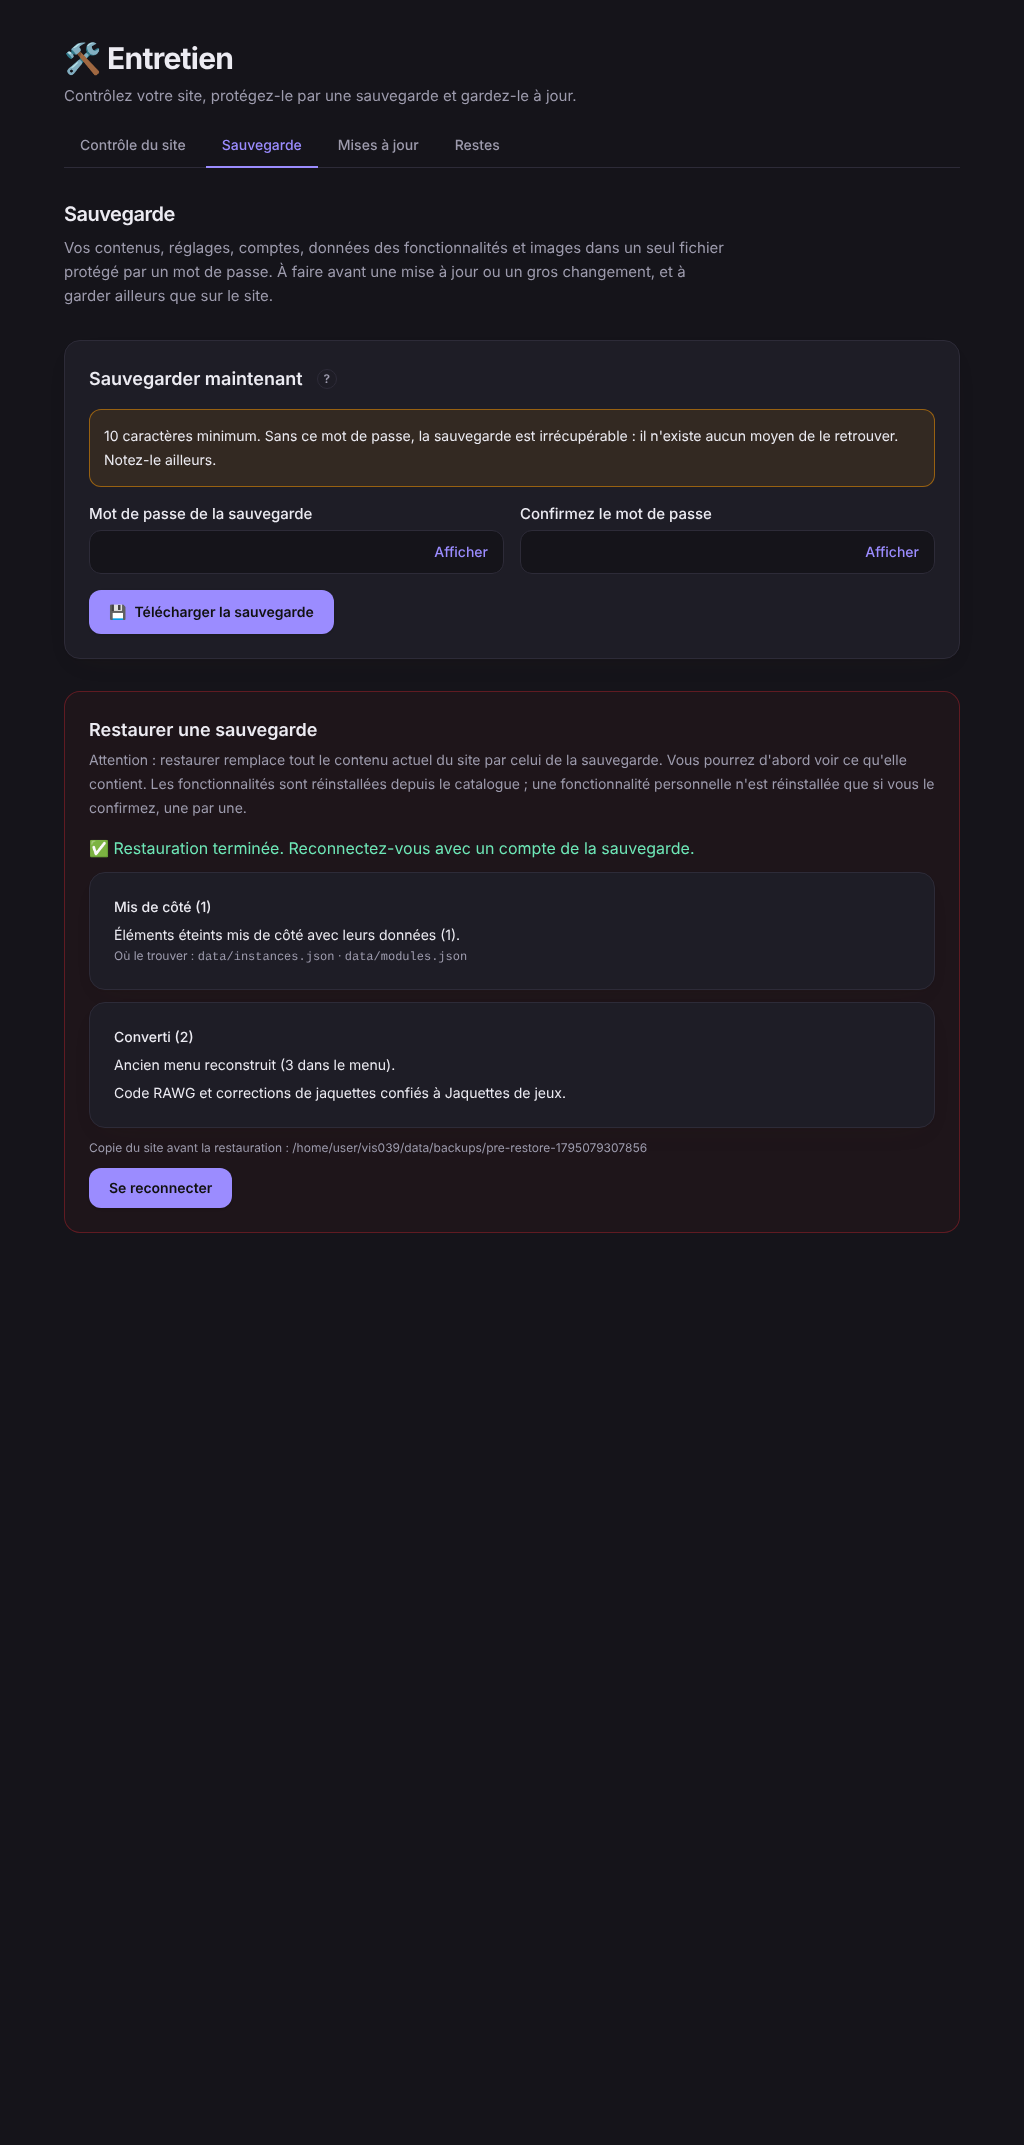 🛠️ Entretien
Contrôlez votre site, protégez-le par une sauvegarde et gardez-le à jour.
Contrôle du site
Sauvegarde
Mises à jour
Restes
Sauvegarde
Vos contenus, réglages, comptes, données des fonctionnalités et images dans un seul fichier
protégé par un mot de passe. À faire avant une mise à jour ou un gros changement, et à
garder ailleurs que sur le site.
Sauvegarder maintenant ?
10 caractères minimum. Sans ce mot de passe, la sauvegarde est irrécupérable : il n'existe aucun moyen de le retrouver.
Notez-le ailleurs.
Mot de passe de la sauvegarde
Afficher
Confirmez le mot de passe
Afficher
💾 Télécharger la sauvegarde
Restaurer une sauvegarde
Attention : restaurer remplace tout le contenu actuel du site par celui de la sauvegarde. Vous pourrez d'abord voir ce qu'elle
contient. Les fonctionnalités sont réinstallées depuis le catalogue ; une fonctionnalité personnelle n'est réinstallée que si vous le
confirmez, une par une.
✅ Restauration terminée. Reconnectez-vous avec un compte de la sauvegarde.
Mis de côté (1)
Éléments éteints mis de côté avec leurs données (1).
Où le trouver : data/instances.json · data/modules.json
Converti (2)
Ancien menu reconstruit (3 dans le menu).
Code RAWG et corrections de jaquettes confiés à Jaquettes de jeux.
Copie du site avant la restauration : /home/user/vis039/data/backups/pre-restore-1795079307856
Se reconnecter